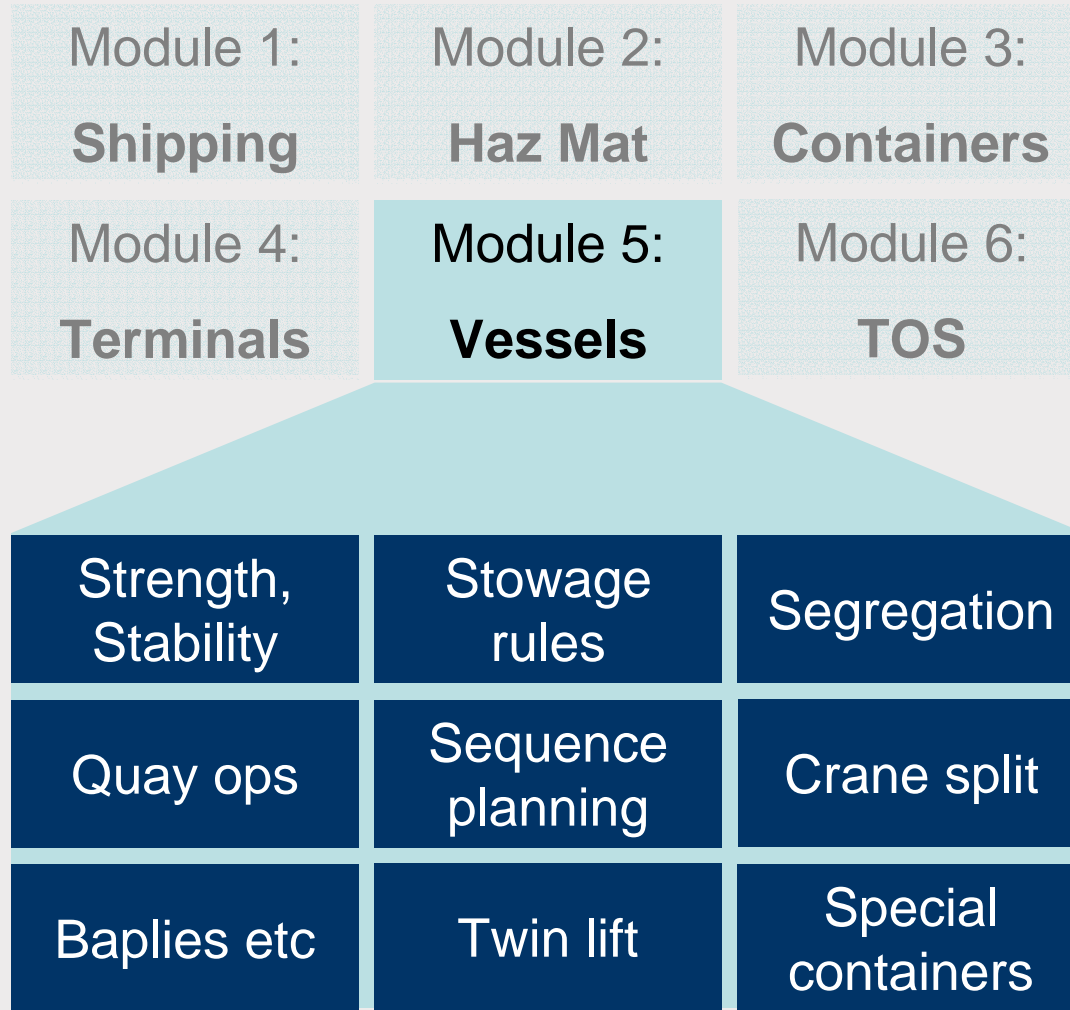 Module 1:
Shipping
Module 2:
Haz Mat
Module 3:
Containers
Module 4:
Terminals
Module 5:
Vessels
Module 6:
TOS
Strength,
Stability
Stowage
rules
Segregation
Quay ops
Sequence
planning
Crane split
Baplies etc
Twin lift
Special
containers